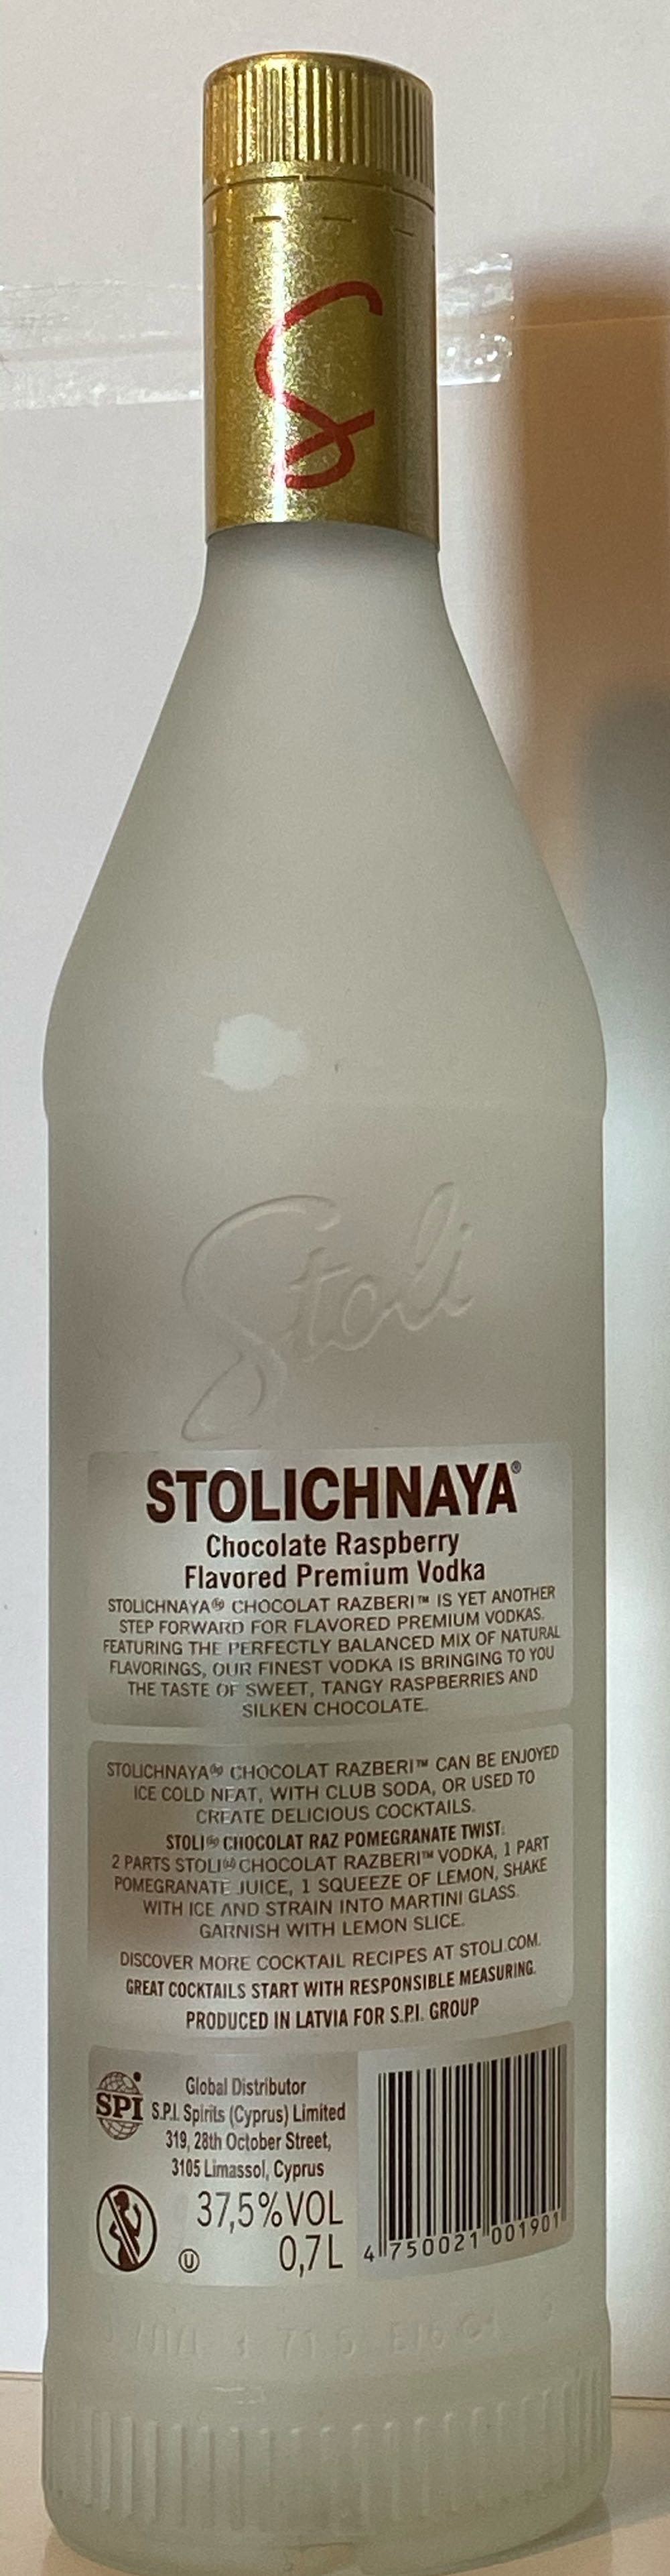 S
Stoli
STOLICHNAYA®
Chocolate Raspberry
Flavored Premium Vodka
STOLICHNAYA® CHOCOLAT RAZBERI™ IS YET ANOTHER
STEP FORWARD FOR FLAVORED PREMIUM VODKAS.
FEATURING THE PERFECTLY BALANCED MIX OF NATURAL
FLAVORINGS, OUR FINEST VODKA IS BRINGING TO YOU
THE TASTE OF SWEET, TANGY RASPBERRIES AND
SILKEN CHOCOLATE.
STOLICHNAYA® CHOCOLAT RAZBERI™ CAN BE ENJOYED
ICE COLD NEAT, WITH CLUB SODA, OR USED TO
CREATE DELICIOUS COCKTAILS.
STOLI® CHOCOLAT RAZ POMEGRANATE TWIST:
2 PARTS STOLI® CHOCOLAT RAZBERI™ VODKA, 1 PART
POMEGRANATE JUICE, 1 SQUEEZE OF LEMON, SHAKE
WITH ICE AND STRAIN INTO MARTINI GLASS.
GARNISH WITH LEMON SLICE.
DISCOVER MORE COCKTAIL RECIPES AT STOLI.COM.
GREAT COCKTAILS START WITH RESPONSIBLE MEASURING.
PRODUCED IN LATVIA FOR S.P.I. GROUP
SPI
Global Distributor
S.P.I. Spirits (Cyprus) Limited
319, 28th October Street,
3105 Limassol, Cyprus
37,5%VOL
U
0,7L
4 750021 001901